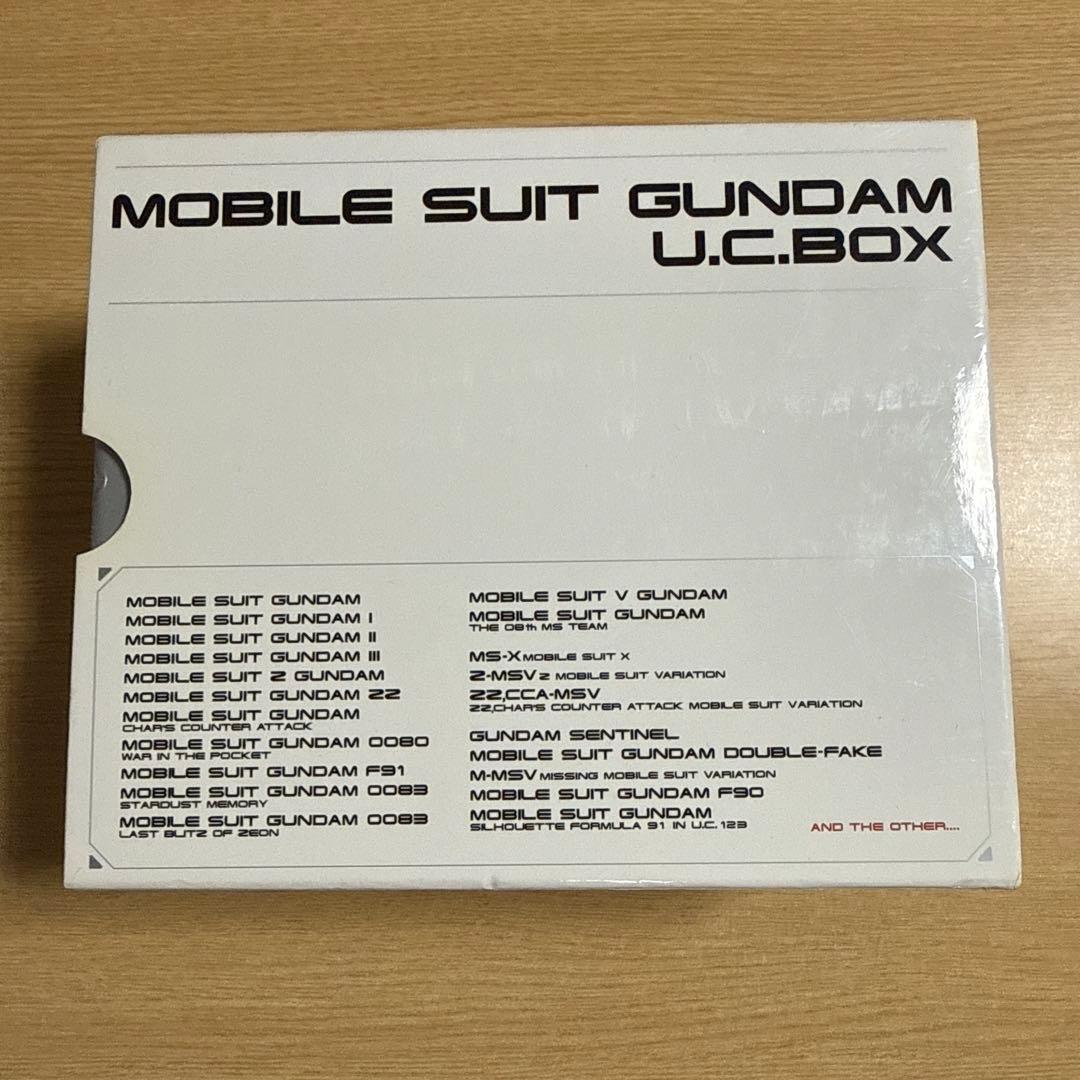 MOBILE SUIT GUNDAM
U.C.BOX
MOBILE SUIT GUNDAM
MOBILE SUIT GUNDAM I
MOBILE SUIT GUNDAM II
MOBILE SUIT GUNDAM III
MOBILE SUIT Z GUNDAM
MOBILE SUIT GUNDAM ZZ
MOBILE SUIT GUNDAM
CHAR'S COUNTER ATTACK
MOBILE SUIT GUNDAM 0080
WAR IN THE POCKET
MOBILE SUIT GUNDAM F91
MOBILE SUIT GUNDAM 0083
STARDUST MEMORY
MOBILE SUIT GUNDAM 0083
LAST BLITZ OF ZEON
MOBILE SUIT V GUNDAM
MOBILE SUIT GUNDAM
THE 08th MS TEAM
MS-X MOBILE SUIT X
Z-MSV Z MOBILE SUIT VARIATION
ZZ,CCA-MSV
ZZ,CHAR'S COUNTER ATTACK MOBILE SUIT VARIATION
GUNDAM SENTINEL
MOBILE SUIT GUNDAM DOUBLE-FAKE
M-MSV MISSING MOBILE SUIT VARIATION
MOBILE SUIT GUNDAM F90
MOBILE SUIT GUNDAM
SILHOUETTE FORMULA 91 IN U.C. 123
AND THE OTHER....